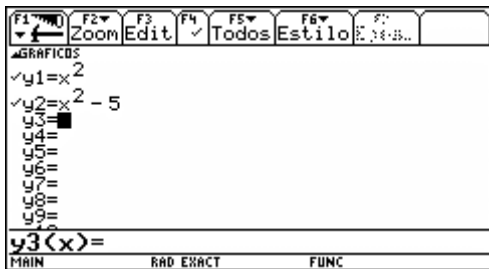 F1 F2 Zoom F3 Edit F4 ✓ F5 Todos F6 Estilo
GRAFICOS
✓y1=x²
✓y2=x² - 5
y3=
y4=
y5=
y6=
y7=
y8=
y9=
y3(x)=
MAIN RAD EXACT FUNC